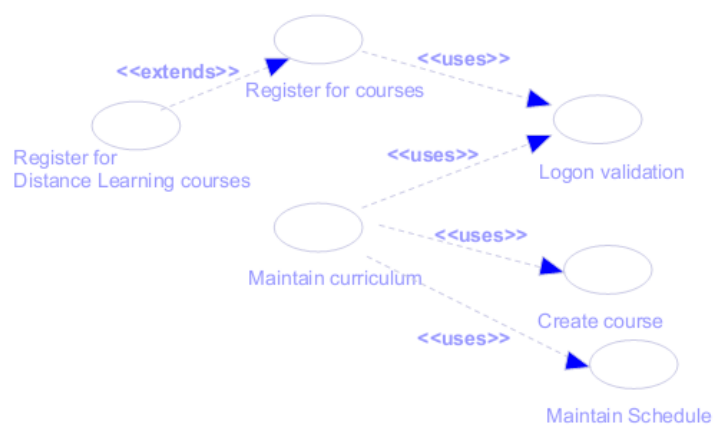 <<uses>>
<<extends>>
Register for courses
<<uses>>
Register for
Distance Learning courses
Logon validation
<<uses>>
Maintain curriculum
Create course
<<uses>>
Maintain Schedule